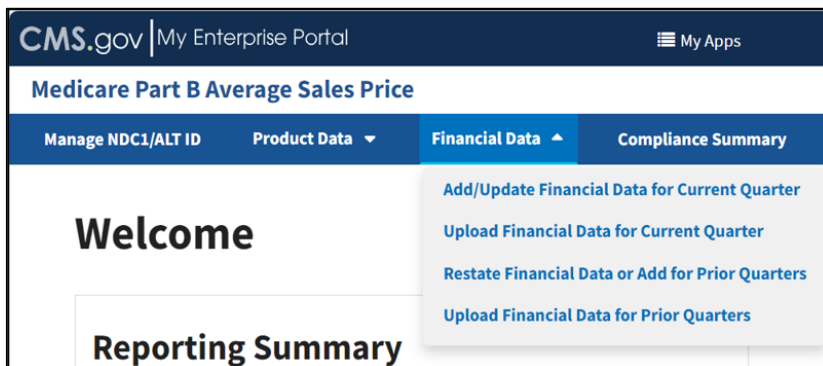 CMS.gov | My Enterprise Portal My Apps
Medicare Part B Average Sales Price
Manage NDC1/ALT ID Product Data Financial Data Compliance Summary
Add/Update Financial Data for Current Quarter
Upload Financial Data for Current Quarter
Restate Financial Data or Add for Prior Quarters
Upload Financial Data for Prior Quarters
Welcome
Reporting Summary